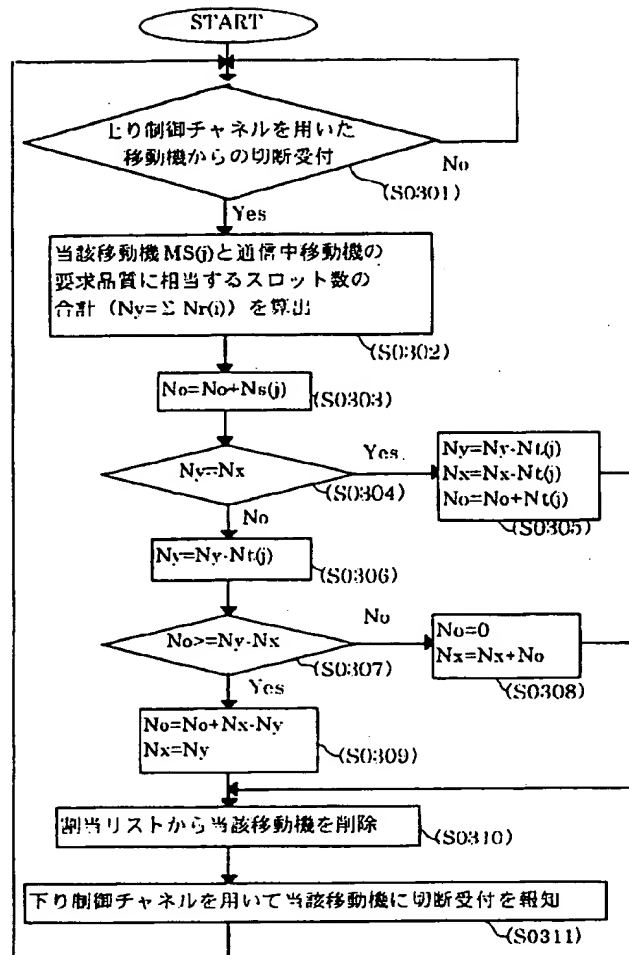 START
上り制御チャネルを用いた
移動機からの切断受付
No
(S0301)
Yes
当該移動機 MS(j)と通信中移動機の
要求品質に相当するスロット数の
合計（Ny=Σ Nr(i)）を算出
(S0302)
No=No+Ns(j)
(S0303)
Ny=Nx
Yes
(S0304)
Ny=Ny-Nt(j)
Nx=Nx-Nt(j)
No=No+Nt(j)
(S0305)
No
Ny=Ny-Nt(j)
(S0306)
No>=Ny-Nx
No
(S0307)
No=0
Nx=Nx+No
(S0308)
Yes
No=No+Nx-Ny
Nx=Ny
(S0309)
割当リストから当該移動機を削除
(S0310)
下り制御チャネルを用いて当該移動機に切断受付を報知
(S0311)